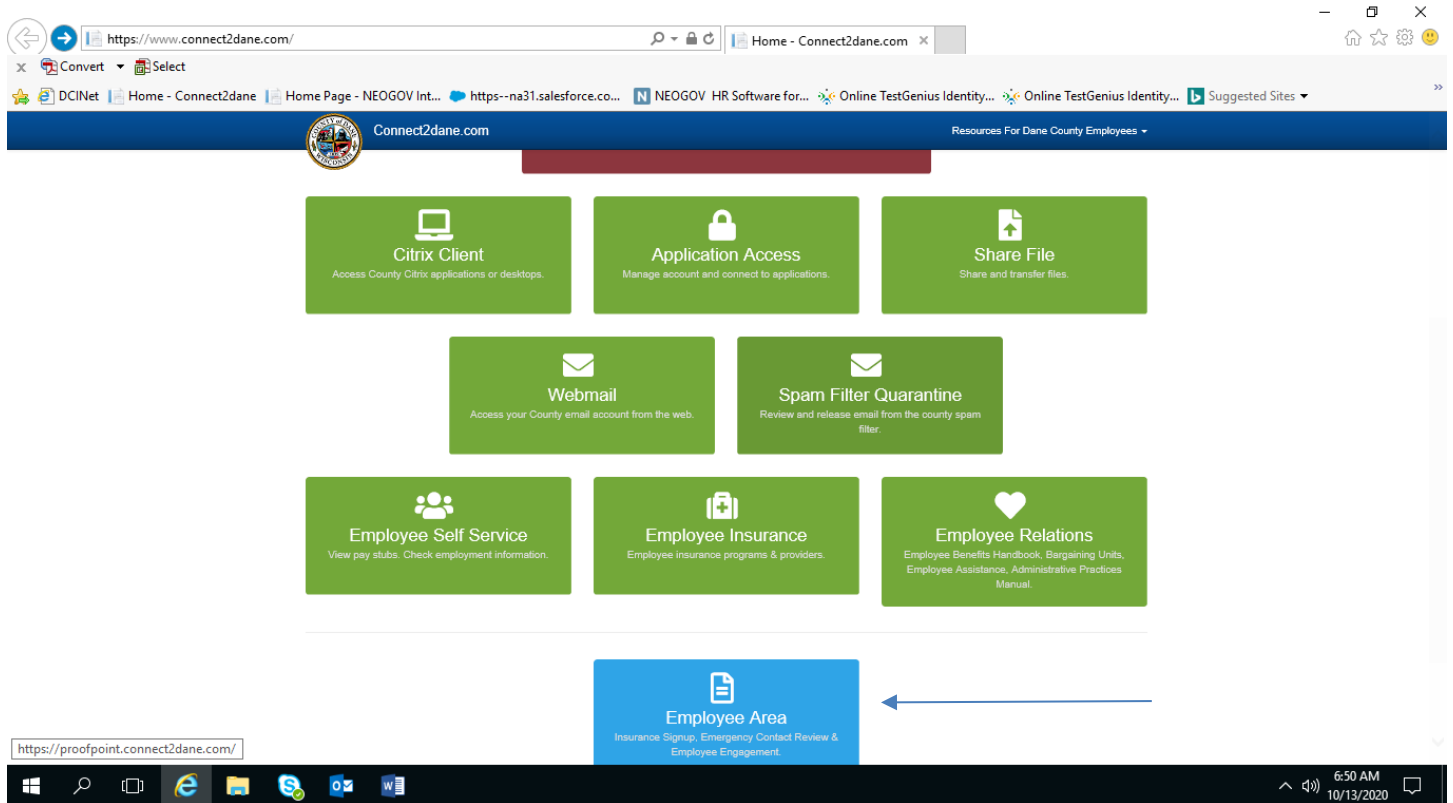 https://www.connect2dane.com/
Home - Connect2dane.com
x Convert Select
DCINet Home - Connect2dane Home Page - NEOGOV Int... https--na31.salesforce.co... NEOGOV HR Software for... Online TestGenius Identity... Online TestGenius Identity... Suggested Sites
Connect2dane.com
Resources For Dane County Employees
Citrix Client
Access County Citrix applications or desktops.
Application Access
Manage account and connect to applications.
Share File
Share and transfer files.
Webmail
Access your County email account from the web.
Spam Filter Quarantine
Review and release email from the county spam
filter.
Employee Self Service
View pay stubs. Check employment information.
Employee Insurance
Employee insurance programs & providers.
Employee Relations
Employee Benefits Handbook, Bargaining Units,
Employee Assistance, Administrative Practices
Manual.
Employee Area
Insurance Signup, Emergency Contact Review &
Employee Engagement.
https://proofpoint.connect2dane.com/
6:50 AM
10/13/2020